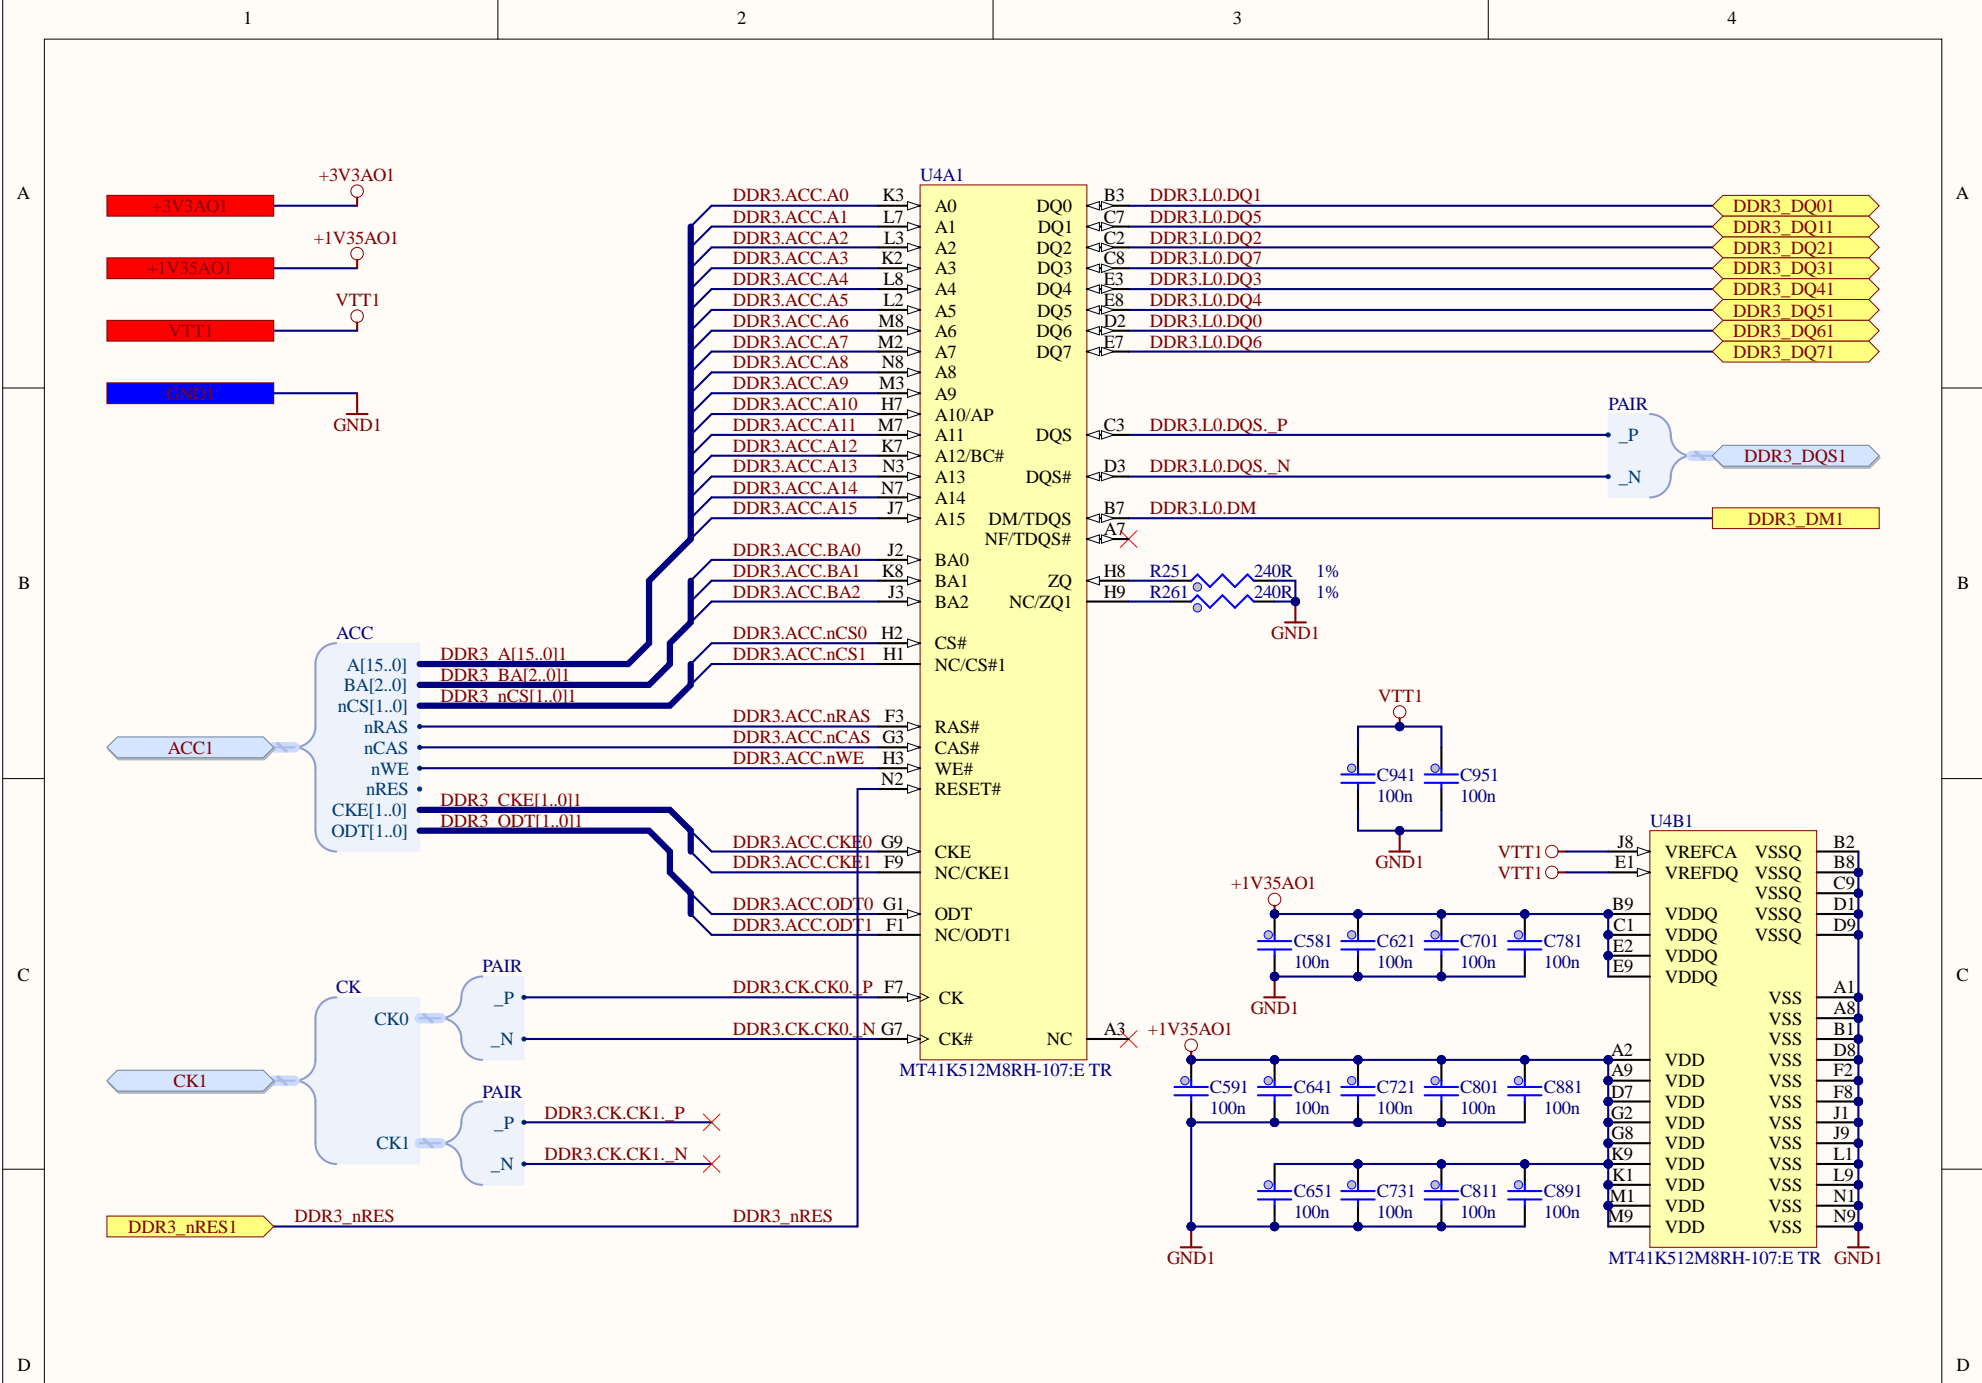 1 2 3 4
A A
B B
C C
D D
+3V3AO1
+3V3AO1
+1V35AO1
+1V35AO1
VTT1
VTT1
GND1
GND1
U4A1
DDR3.ACC.A0 K3 A0
DDR3.ACC.A1 L7 A1
DDR3.ACC.A2 L3 A2
DDR3.ACC.A3 K2 A3
DDR3.ACC.A4 L8 A4
DDR3.ACC.A5 L2 A5
DDR3.ACC.A6 M8 A6
DDR3.ACC.A7 M2 A7
DDR3.ACC.A8 N8 A8
DDR3.ACC.A9 M3 A9
DDR3.ACC.A10 H7 A10/AP
DDR3.ACC.A11 M7 A11
DDR3.ACC.A12 K7 A12/BC#
DDR3.ACC.A13 N3 A13
DDR3.ACC.A14 N7 A14
DDR3.ACC.A15 J7 A15
DDR3.ACC.BA0 J2 BA0
DDR3.ACC.BA1 K8 BA1
DDR3.ACC.BA2 J3 BA2
DDR3.ACC.nCS0 H2 CS#
DDR3.ACC.nCS1 H1 NC/CS#1
DDR3.ACC.nRAS F3 RAS#
DDR3.ACC.nCAS G3 CAS#
DDR3.ACC.nWE H3 WE#
N2 RESET#
DDR3.ACC.CKE0 G9 CKE
DDR3.ACC.CKE1 F9 NC/CKE1
DDR3.ACC.ODT0 G1 ODT
DDR3.ACC.ODT1 F1 NC/ODT1
DDR3.CK.CK0._P F7 CK
DDR3.CK.CK0._N G7 CK#
DQ0 B3 DDR3.L0.DQ1 DDR3_DQ01
DQ1 C7 DDR3.L0.DQ5 DDR3_DQ11
DQ2 C2 DDR3.L0.DQ2 DDR3_DQ21
DQ3 C8 DDR3.L0.DQ7 DDR3_DQ31
DQ4 E3 DDR3.L0.DQ3 DDR3_DQ41
DQ5 E8 DDR3.L0.DQ4 DDR3_DQ51
DQ6 D2 DDR3.L0.DQ0 DDR3_DQ61
DQ7 E7 DDR3.L0.DQ6 DDR3_DQ71
PAIR
DQS C3 DDR3.L0.DQS._P _P
DDR3_DQS1
DQS# D3 DDR3.L0.DQS._N _N
DM/TDQS B7 DDR3.L0.DM DDR3_DM1
NF/TDQS# A7
ZQ H8 R251 240R 1%
NC/ZQ1 H9 R261 240R 1%
GND1
NC A3
MT41K512M8RH-107:E TR
ACC
A[15..0] DDR3_A[15..0]1
BA[2..0] DDR3_BA[2..0]1
nCS[1..0] DDR3_nCS[1..0]1
nRAS
nCAS
ACC1
nWE
nRES
CKE[1..0] DDR3_CKE[1..0]1
ODT[1..0] DDR3_ODT[1..0]1
CK
PAIR
_P
CK0
_N
CK1
PAIR
_P DDR3.CK.CK1._P
CK1
_N DDR3.CK.CK1._N
DDR3_nRES1 DDR3_nRES DDR3_nRES
VTT1
C941 C951
100n 100n
GND1
+1V35AO1
C581 C621 C701 C781
100n 100n 100n 100n
GND1
+1V35AO1
C591 C641 C721 C801 C881
100n 100n 100n 100n 100n
C651 C731 C811 C891
100n 100n 100n 100n
GND1
U4B1
VTT1 J8 VREFCA
VTT1 E1 VREFDQ
B9 VDDQ
C1 VDDQ
E2 VDDQ
E9 VDDQ
A2 VDD
A9 VDD
D7 VDD
G2 VDD
G8 VDD
K9 VDD
K1 VDD
M1 VDD
M9 VDD
VSSQ B2
VSSQ B8
VSSQ C9
VSSQ D1
VSSQ D9
VSS A1
VSS A8
VSS B1
VSS D8
VSS F2
VSS F8
VSS J1
VSS J9
VSS L1
VSS L9
VSS N1
VSS N9
MT41K512M8RH-107:E TR GND1